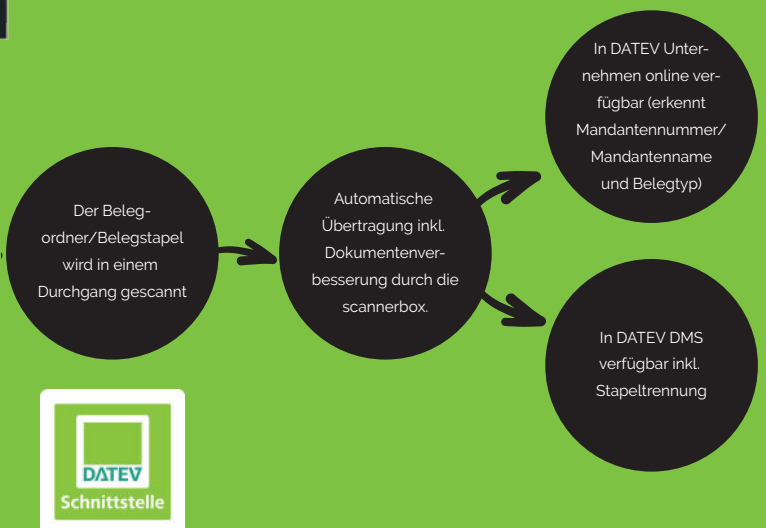 Der Beleg-
ordner/Belegstapel
wird in einem
Durchgang gescannt
Automatische
Übertragung inkl.
Dokumentenver-
besserung durch die
scannerbox.
In DATEV Unter-
nehmen online ver-
fügbar (erkennt
Mandantennummer/
Mandantenname
und Belegtyp)
In DATEV DMS
verfügbar inkl.
Stapeltrennung
DATEV
Schnittstelle